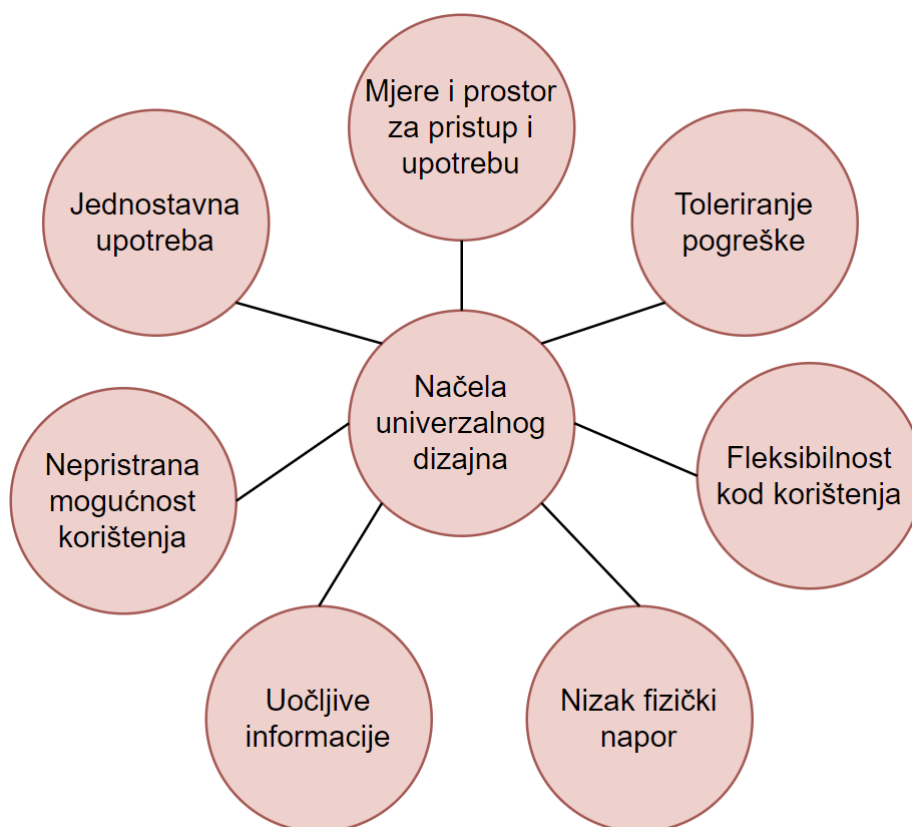 Mjere i prostor
za pristup i
upotrebu
Jednostavna
upotreba
Toleriranje
pogreške
Načela
univerzalnog
dizajna
Nepristrana
mogućnost
korištenja
Fleksibilnost
kod korištenja
Uočljive
informacije
Nizak fizički
napor